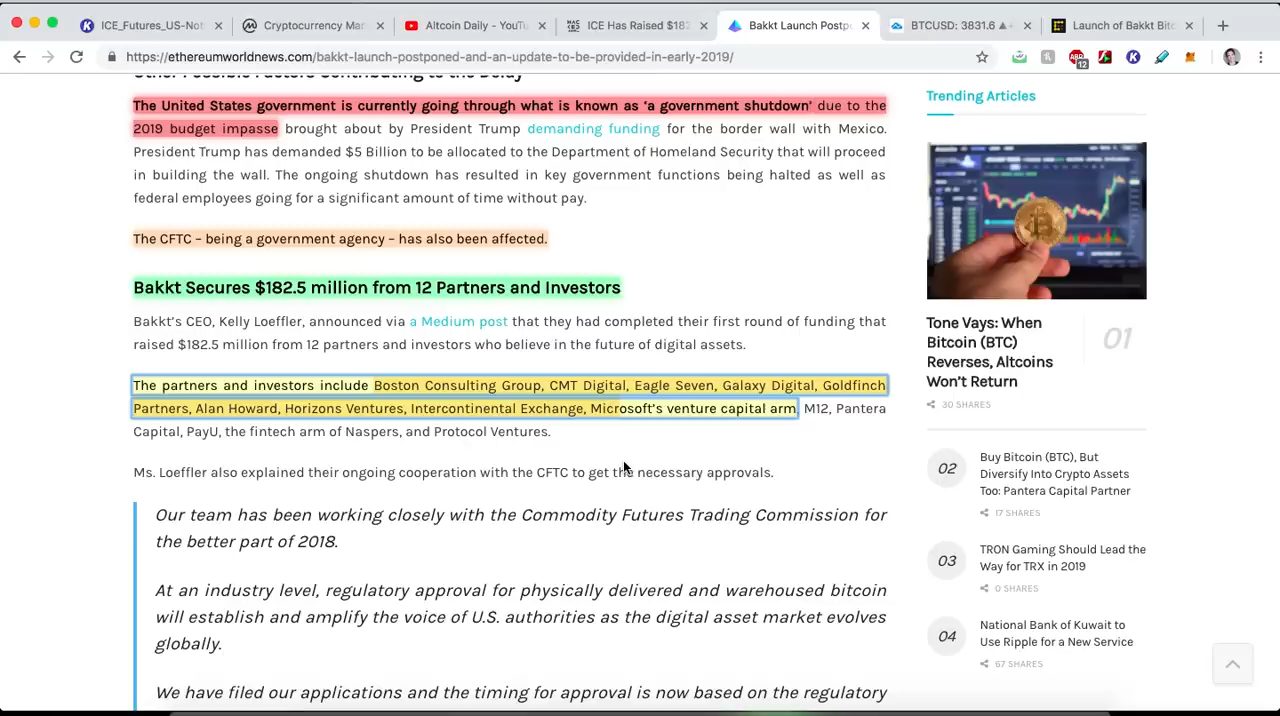 ICE_Futures_US-Not
Cryptocurrency Mar
Altcoin Daily - YouTu
ICE Has Raised $182
Bakkt Launch Postpo
BTCUSD: 3831.6
Launch of Bakkt Bitc
https://ethereumworldnews.com/bakkt-launch-postponed-and-an-update-to-be-provided-in-early-2019/
12
Other Possible Factors Contributing to the Delay
The United States government is currently going through what is known as ‘a government shutdown’ due to the
2019 budget impasse brought about by President Trump demanding funding for the border wall with Mexico.
President Trump has demanded $5 Billion to be allocated to the Department of Homeland Security that will proceed
in building the wall. The ongoing shutdown has resulted in key government functions being halted as well as
federal employees going for a significant amount of time without pay.
The CFTC – being a government agency – has also been affected.
Bakkt Secures $182.5 million from 12 Partners and Investors
Bakkt’s CEO, Kelly Loeffler, announced via a Medium post that they had completed their first round of funding that
raised $182.5 million from 12 partners and investors who believe in the future of digital assets.
The partners and investors include Boston Consulting Group, CMT Digital, Eagle Seven, Galaxy Digital, Goldfinch
Partners, Alan Howard, Horizons Ventures, Intercontinental Exchange, Microsoft’s venture capital arm, M12, Pantera
Capital, PayU, the fintech arm of Naspers, and Protocol Ventures.
Ms. Loeffler also explained their ongoing cooperation with the CFTC to get the necessary approvals.
Our team has been working closely with the Commodity Futures Trading Commission for
the better part of 2018.
At an industry level, regulatory approval for physically delivered and warehoused bitcoin
will establish and amplify the voice of U.S. authorities as the digital asset market evolves
globally.
We have filed our applications and the timing for approval is now based on the regulatory
Trending Articles
Tone Vays: When
Bitcoin (BTC)
Reverses, Altcoins
Won’t Return
01
30 SHARES
02
Buy Bitcoin (BTC), But
Diversify Into Crypto Assets
Too: Pantera Capital Partner
17 SHARES
03
TRON Gaming Should Lead the
Way for TRX in 2019
0 SHARES
04
National Bank of Kuwait to
Use Ripple for a New Service
67 SHARES